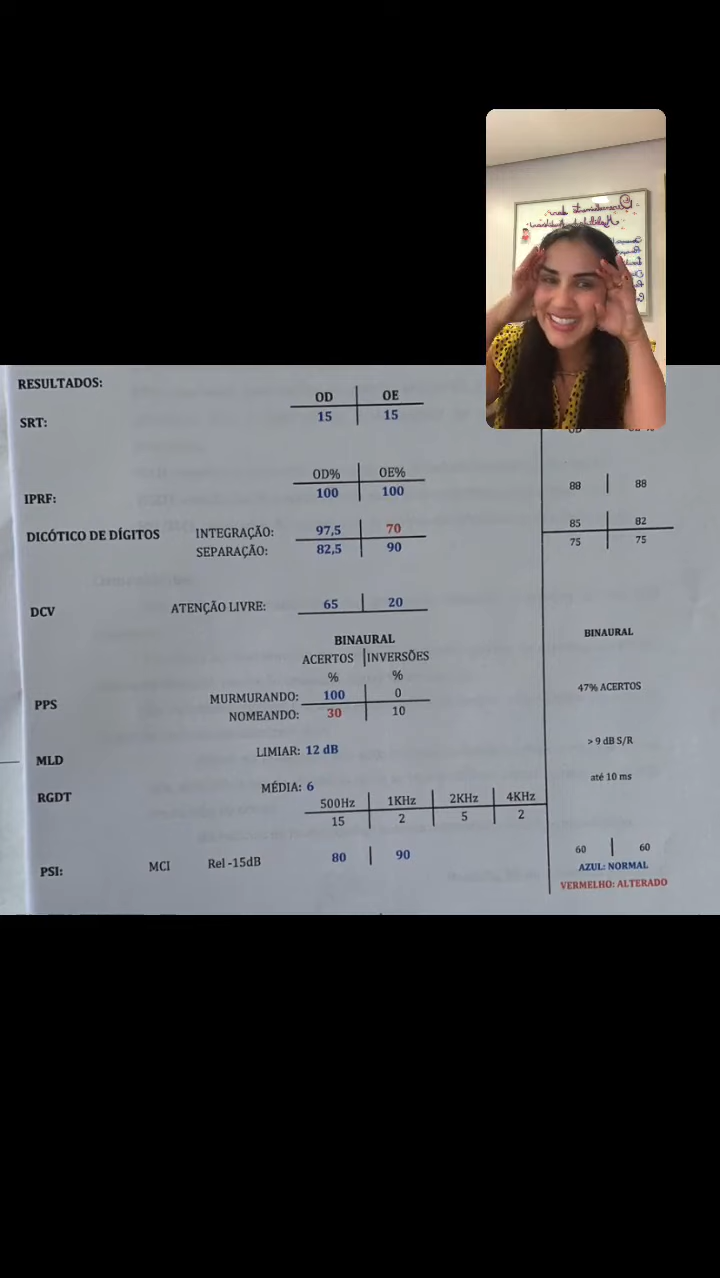 RESULTADOS:
OD OE
SRT: 15 15
OD% OE%
IPRF: 100 100 88 88
DICÓTICO DE DÍGITOS INTEGRAÇÃO: 97,5 70 85 82
SEPARAÇÃO: 82,5 90 75 75
DCV ATENÇÃO LIVRE: 65 20
BINAURAL BINAURAL
ACERTOS INVERSÕES
% %
PPS MURMURANDO: 100 0 47% ACERTOS
NOMEANDO: 30 10
MLD LIMIAR: 12 dB > 9 dB S/R
RGDT MÉDIA: 6 até 10 ms
500Hz 1KHz 2KHz 4KHz
15 2 5 2
PSI: MCI Rel -15dB 80 90 60 60
AZUL: NORMAL
VERMELHO: ALTERADO